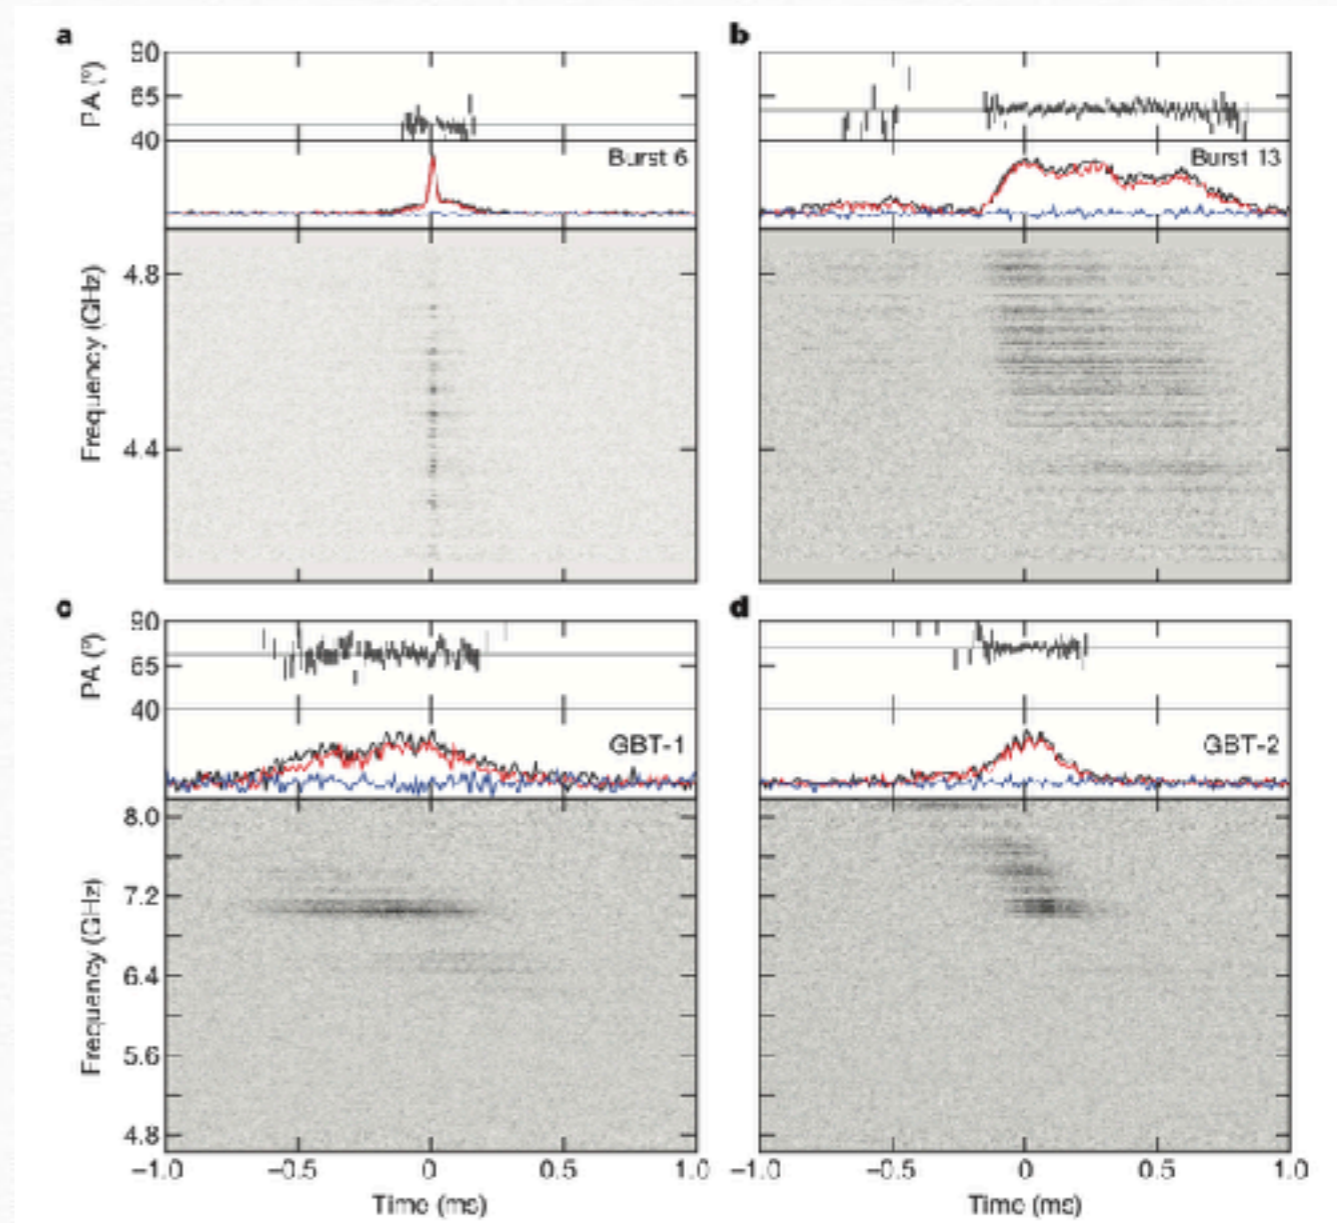 a
90
65
40
PA (º)
Burst 6
4.8
4.4
Frequency (GHz)
b
Burst 13
c
90
65
40
PA (º)
GBT-1
8.0
7.2
6.4
5.6
4.8
Frequency (GHz)
–1.0 –0.5 0 0.5 1.0
Time (ms)
d
GBT-2
–1.0 –0.5 0 0.5 1.0
Time (ms)